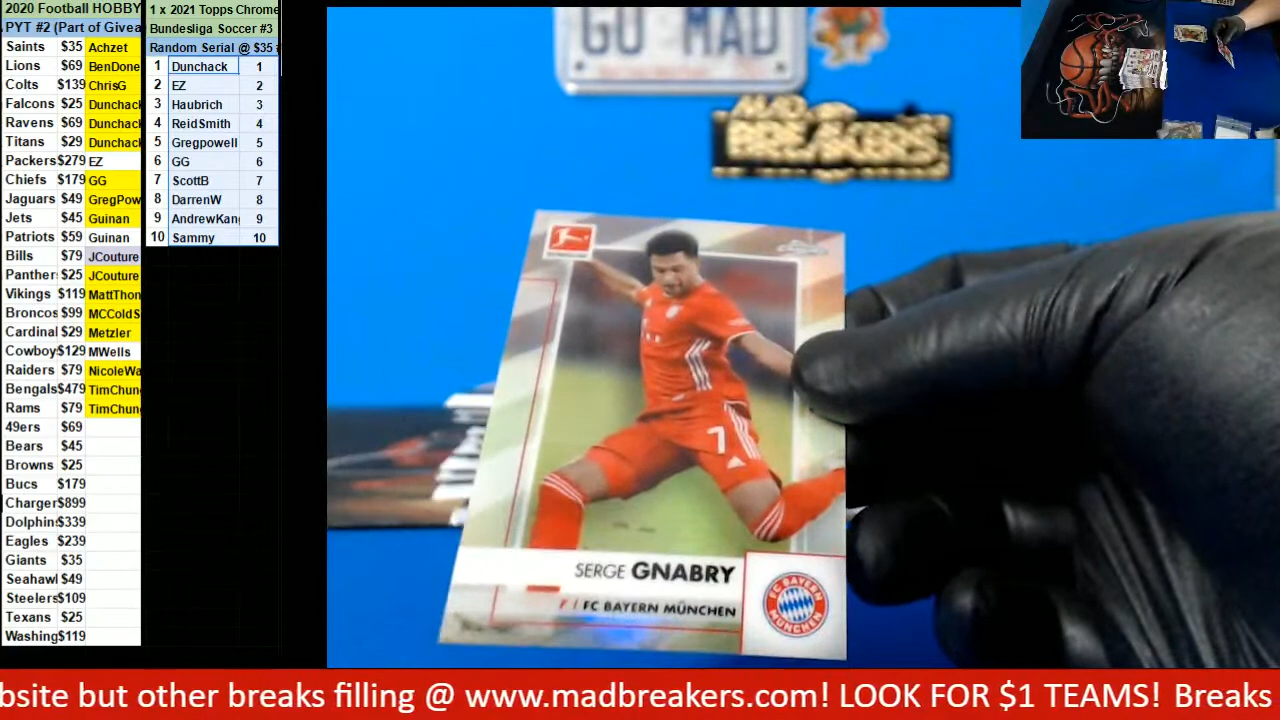 2020 Football HOBBY
PYT #2 (Part of Givea
Saints $35 Achzet
Lions $69 BenDone
Colts $139 ChrisG
Falcons $25 Dunchack
Ravens $69 Dunchack
Titans $29 Dunchack
Packers $279 EZ
Chiefs $179 GG
Jaguars $49 GregPow
Jets $45 Guinan
Patriots $59 Guinan
Bills $79 JCouture
Panther $25 JCouture
Vikings $119 MattThon
Broncos $99 MCColdS
Cardinal $29 Metzler
Cowboy $129 MWells
Raiders $79 NicoleWa
Bengals $479 TimChun
Rams $79 TimChun
49ers $69
Bears $45
Browns $25
Bucs $179
Charger $899
Dolphin $339
Eagles $239
Giants $35
Seahawl $49
Steelers $109
Texans $25
Washing $119
1 x 2021 Topps Chrome
Bundesliga Soccer #3
Random Serial @ $35
1 Dunchack 1
2 EZ 2
3 Haubrich 3
4 ReidSmith 4
5 Gregpowell 5
6 GG 6
7 ScottB 7
8 DarrenW 8
9 AndrewKan 9
10 Sammy 10
GO MAD
MAD
BREAKERS
7
SERGE GNABRY
F / FC BAYERN MÜNCHEN
FC BAYERN
MÜNCHEN
bsite but other breaks filling @ www.madbreakers.com! LOOK FOR $1 TEAMS! Breaks